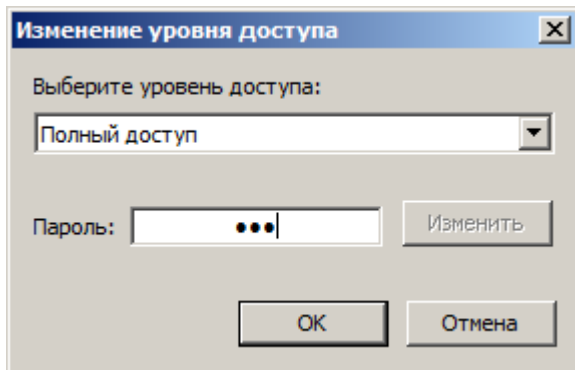 Изменение уровня доступа
Выберите уровень доступа:
Полный доступ
Пароль: ••• Изменить
OK Отмена